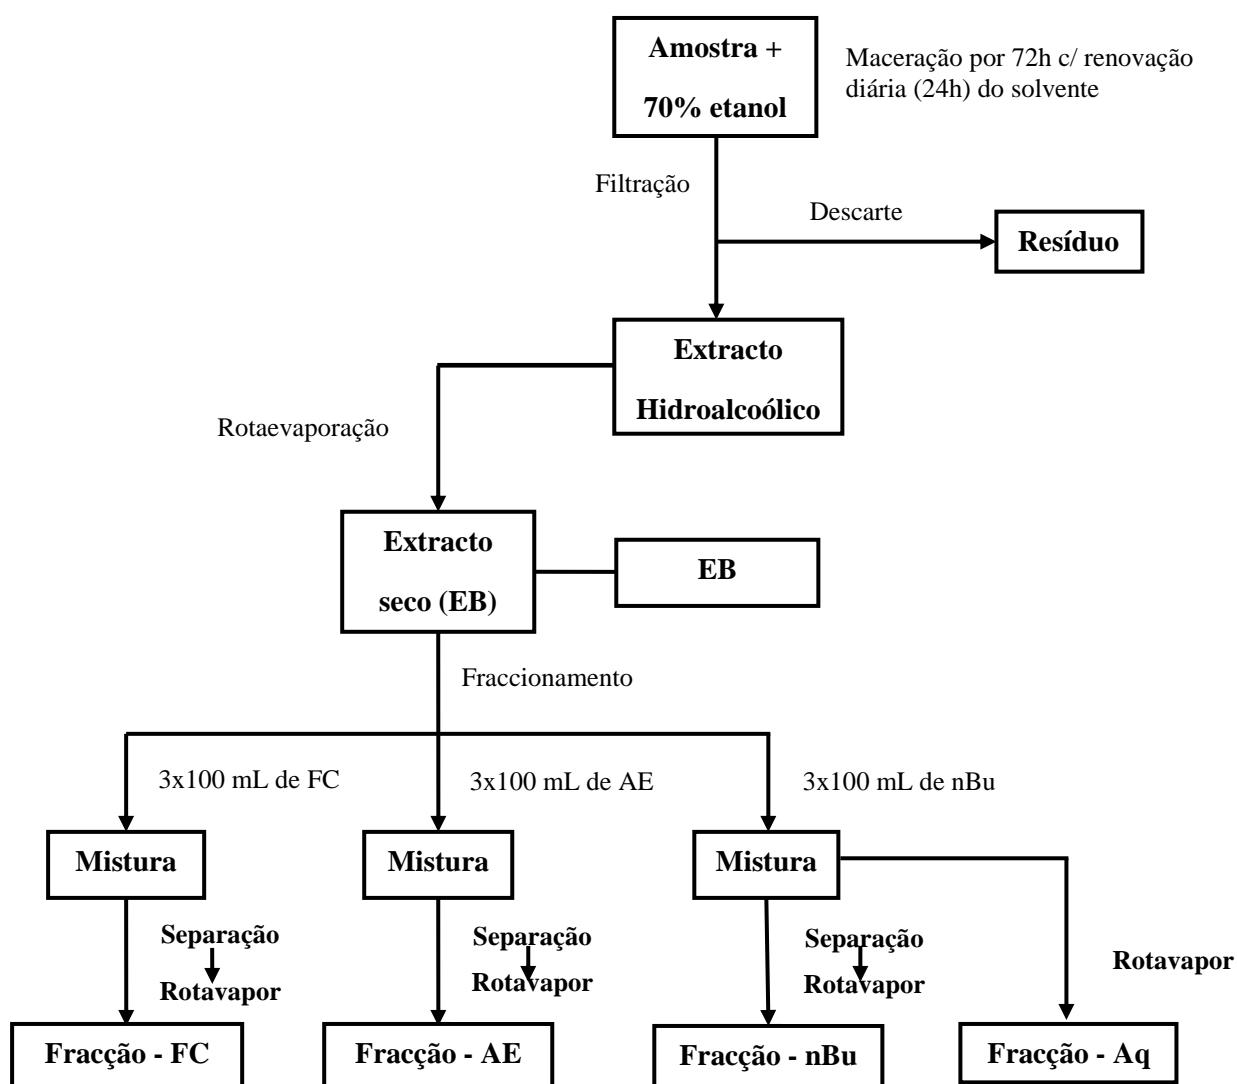 Amostra +
70% etanol
Maceração por 72h c/ renovação
diária (24h) do solvente
Filtração
Descarte
Resíduo
Extracto
Hidroalcoólico
Rotaevaporação
Extracto
seco (EB)
EB
Fraccionamento
3x100 mL de FC
3x100 mL de AE
3x100 mL de nBu
Mistura
Mistura
Mistura
Separação
Rotavapor
Separação
Rotavapor
Separação
Rotavapor
Rotavapor
Fracção - FC
Fracção - AE
Fracção - nBu
Fracção - Aq